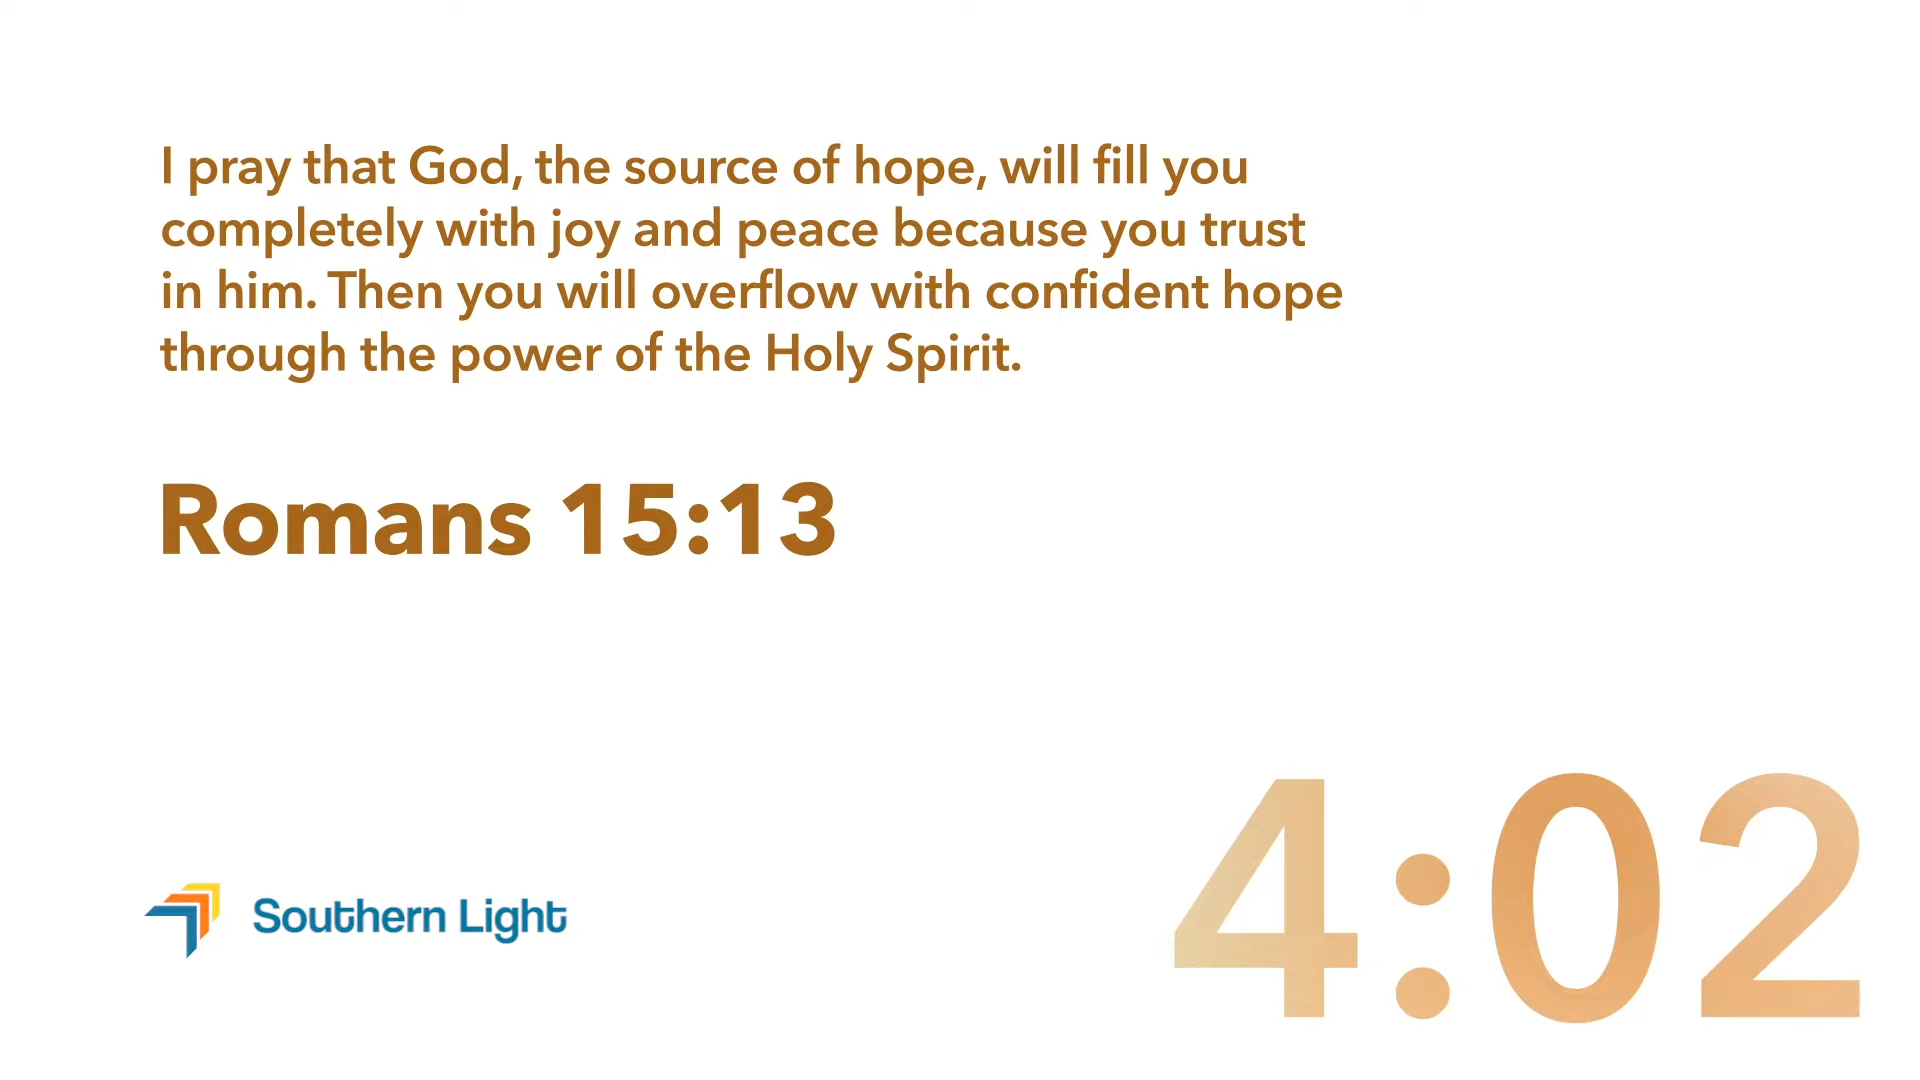 I pray that God, the source of hope, will fill you
completely with joy and peace because you trust
in him. Then you will overflow with confident hope
through the power of the Holy Spirit.
Romans 15:13
Southern Light
4:02